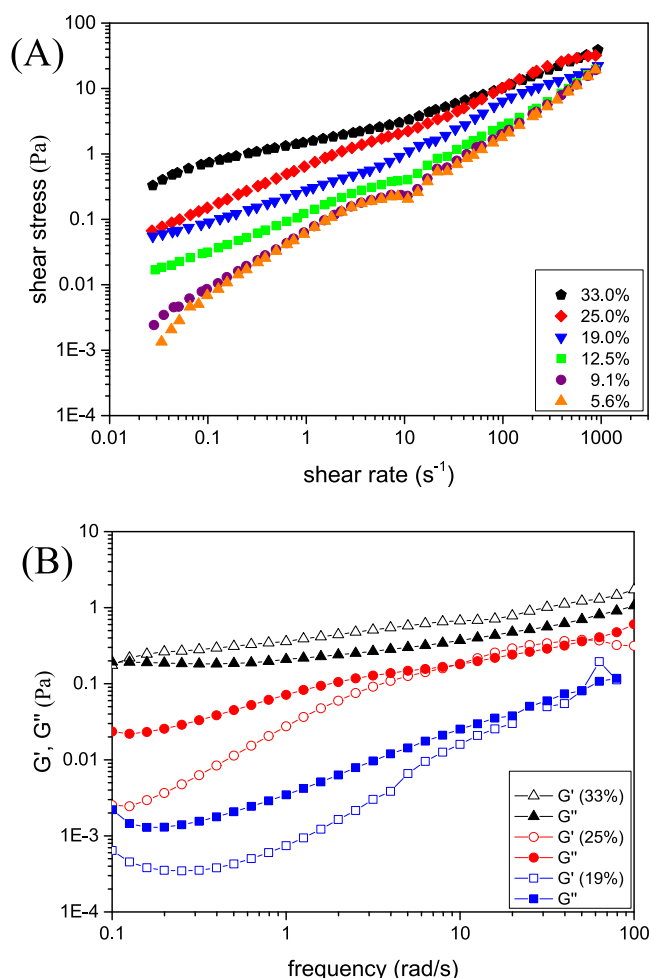 (A)
100
10
1
0.1
0.01
1E-3
1E-4
shear stress (Pa)
33.0%
25.0%
19.0%
12.5%
9.1%
5.6%
0.01 0.1 1 10 100 1000
shear rate (s⁻¹)
(B)
10
1
0.1
0.01
1E-3
1E-4
G', G" (Pa)
G' (33%)
G"
G' (25%)
G"
G' (19%)
G"
0.1 1 10 100
frequency (rad/s)